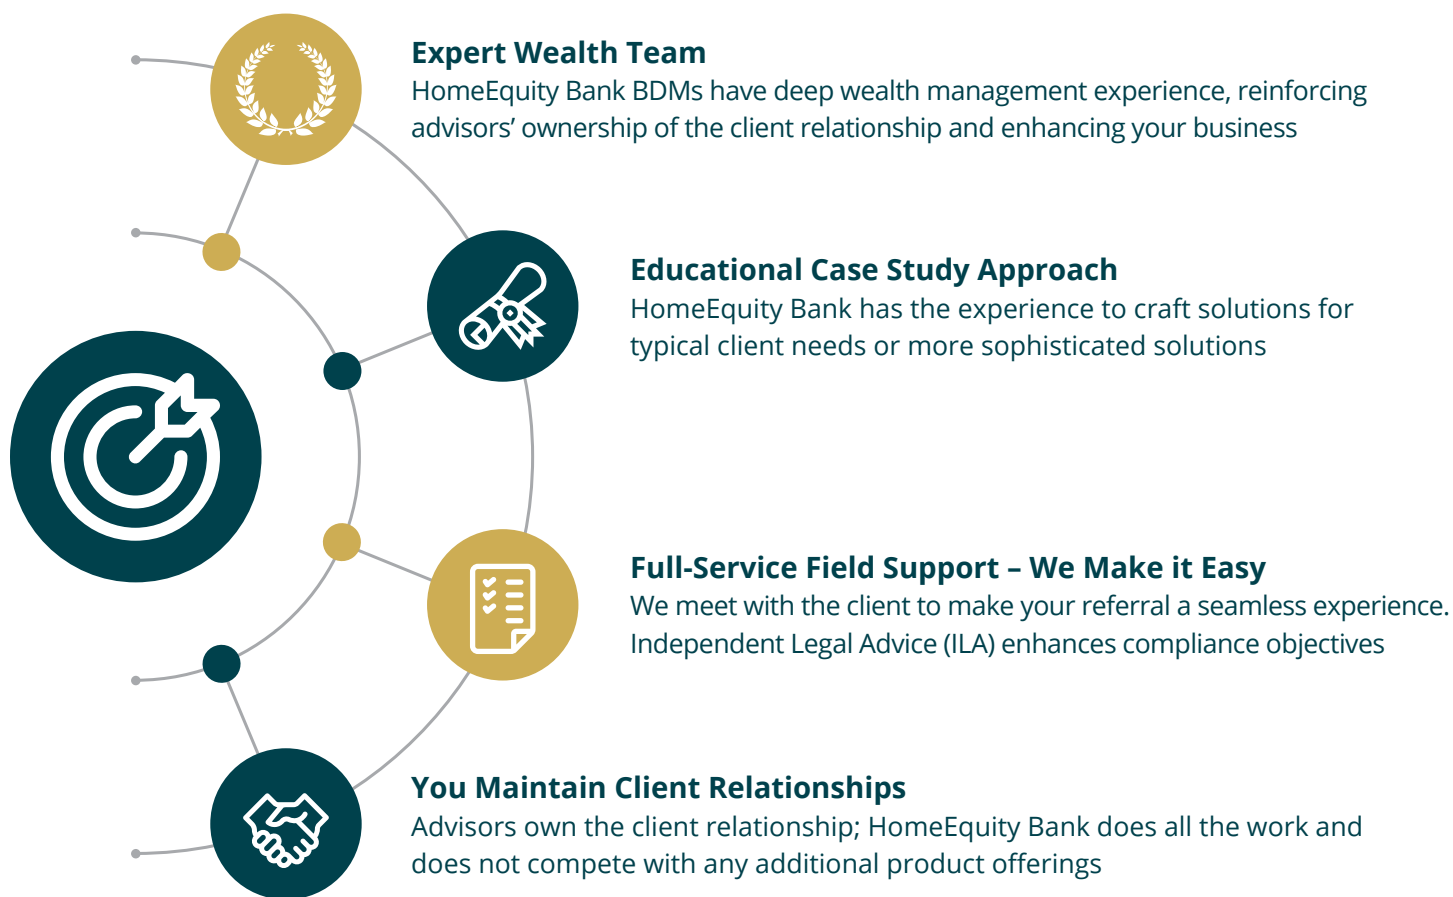 Expert Wealth Team
HomeEquity Bank BDMs have deep wealth management experience, reinforcing
advisors’ ownership of the client relationship and enhancing your business
Educational Case Study Approach
HomeEquity Bank has the experience to craft solutions for
typical client needs or more sophisticated solutions
Full-Service Field Support – We Make it Easy
We meet with the client to make your referral a seamless experience.
Independent Legal Advice (ILA) enhances compliance objectives
You Maintain Client Relationships
Advisors own the client relationship; HomeEquity Bank does all the work and
does not compete with any additional product offerings